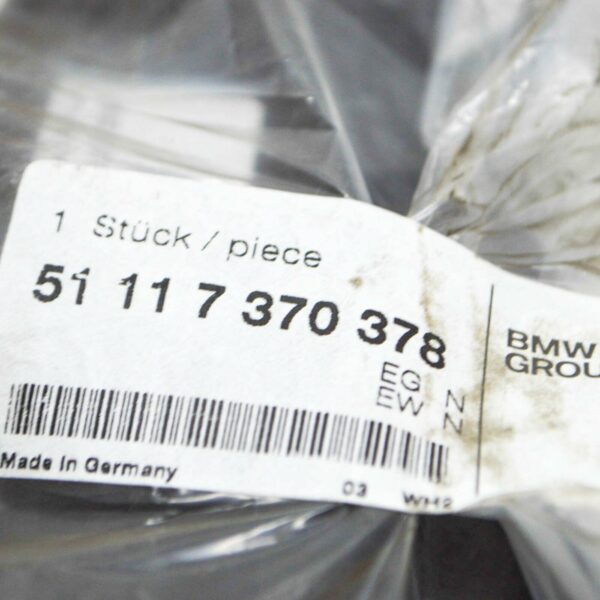 1 Stück / piece
51 11 7 370 378
EG N
EW N
BMW
GROU
Made In Germany
03 WH2